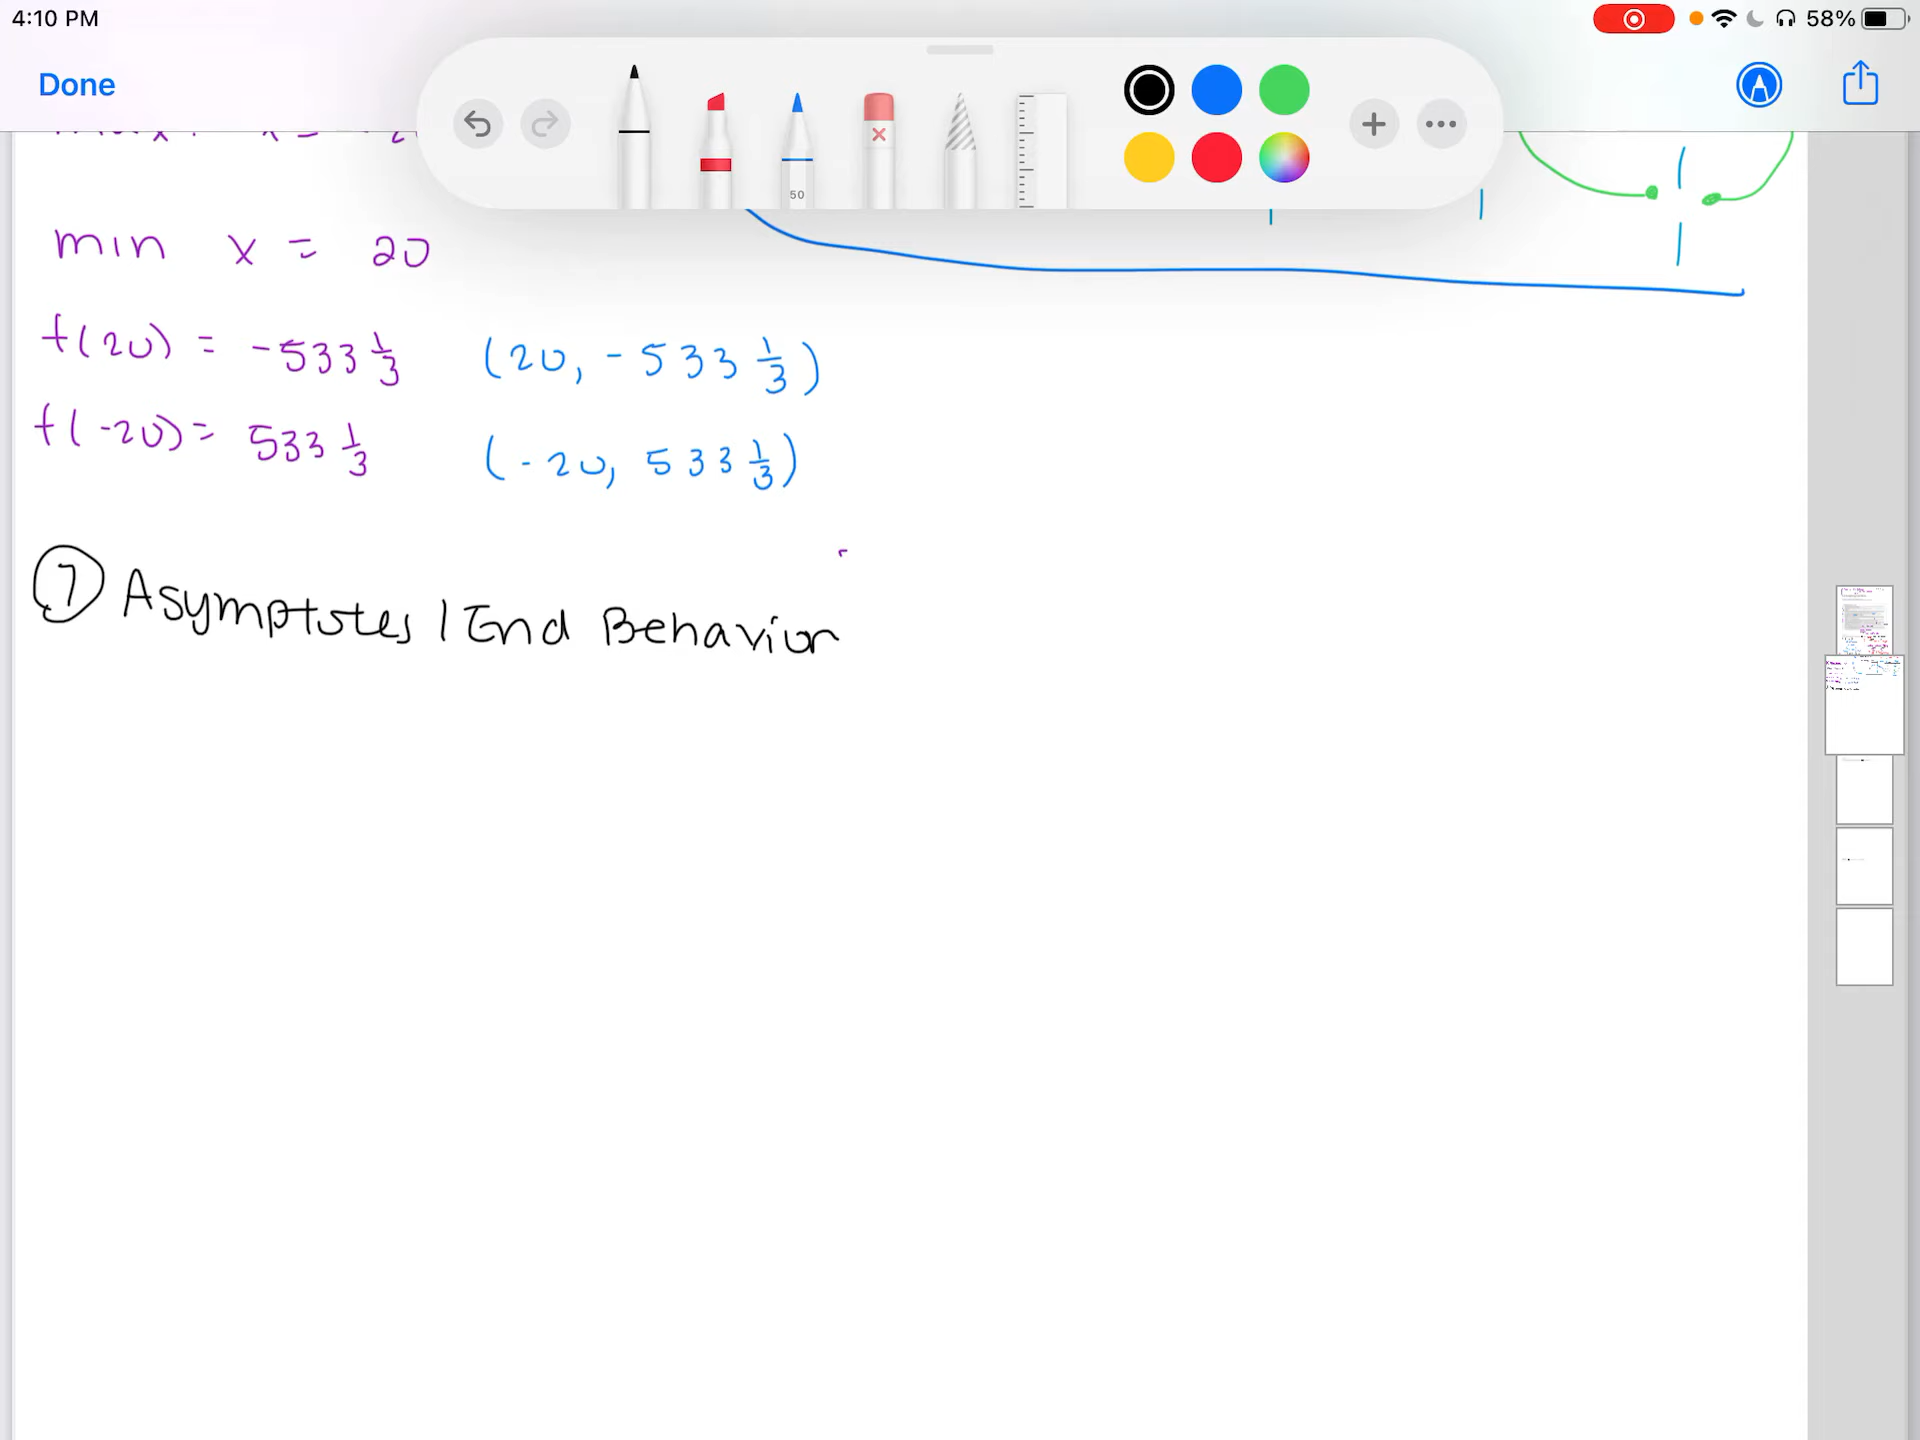 4:10 PM
58%
Done
50
min x = 20
f(20) = -533 1/3 (20, -533 1/3)
f(-20) = 533 1/3 (-20, 533 1/3)
7 Asymptotes | End Behavior